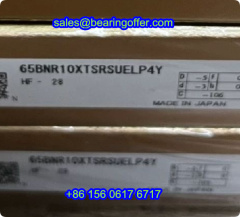 sales@bearingoffer.com
65BNR10XTSRSUELP4Y
HF - 28
MADE IN JAPAN
N
65BNR10XTSRSUELP4Y
+86 156 0617 6717